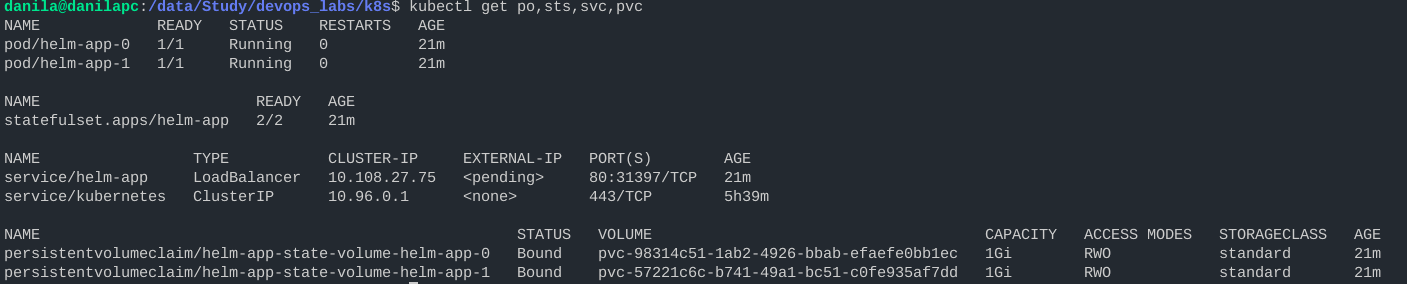 danila@danilapc:/data/Study/devops_labs/k8s$ kubectl get po,sts,svc,pvc
NAME             READY   STATUS    RESTARTS   AGE
pod/helm-app-0   1/1     Running   0          21m
pod/helm-app-1   1/1     Running   0          21m
NAME                        READY   AGE
statefulset.apps/helm-app   2/2     21m
NAME                 TYPE           CLUSTER-IP     EXTERNAL-IP   PORT(S)        AGE
service/helm-app     LoadBalancer   10.108.27.75   <pending>     80:31397/TCP   21m
service/kubernetes   ClusterIP      10.96.0.1      <none>        443/TCP        5h39m
NAME                                                     STATUS   VOLUME                                     CAPACITY   ACCESS MODES   STORAGECLASS   AGE
persistentvolumeclaim/helm-app-state-volume-helm-app-0   Bound    pvc-98314c51-1ab2-4926-bbab-efaefe0bb1ec   1Gi        RWO            standard       21m
persistentvolumeclaim/helm-app-state-volume-helm-app-1   Bound    pvc-57221c6c-b741-49a1-bc51-c0fe935af7dd   1Gi        RWO            standard       21m